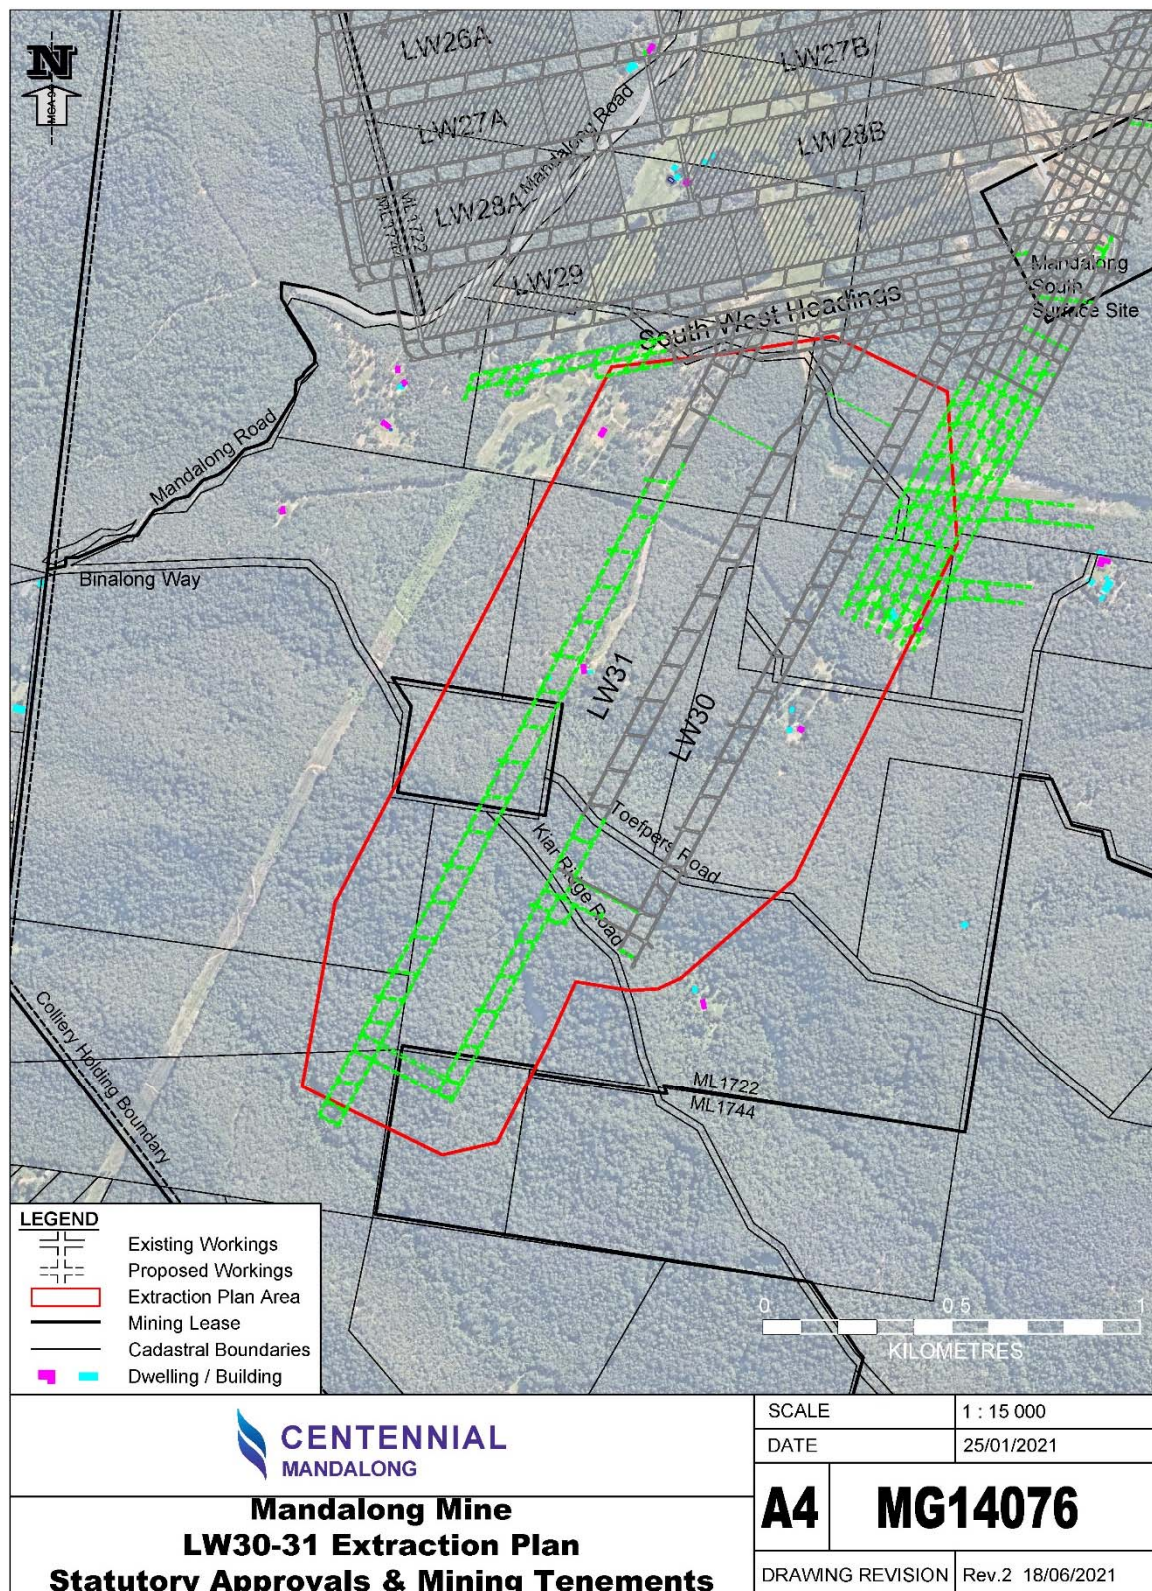 N
MGA 94
LW26A
LW27B
LW27A
Mandalong Road
LW28B
LW28A
ML1722
ML1744
LW29
Mandalong
South
Surface Site
South West Headings
Mandalong Road
Binalong Way
LW31
LW30
Toefpers Road
Kiar Ridge Road
Colliery Holding Boundary
ML1722
ML1744
LEGEND
Existing Workings
Proposed Workings
Extraction Plan Area
Mining Lease
Cadastral Boundaries
Dwelling / Building
0 0.5 1
KILOMETRES
CENTENNIAL
MANDALONG
Mandalong Mine
LW30-31 Extraction Plan
Statutory Approvals & Mining Tenements
SCALE 1 : 15 000
DATE 25/01/2021
A4 MG14076
DRAWING REVISION Rev.2 18/06/2021